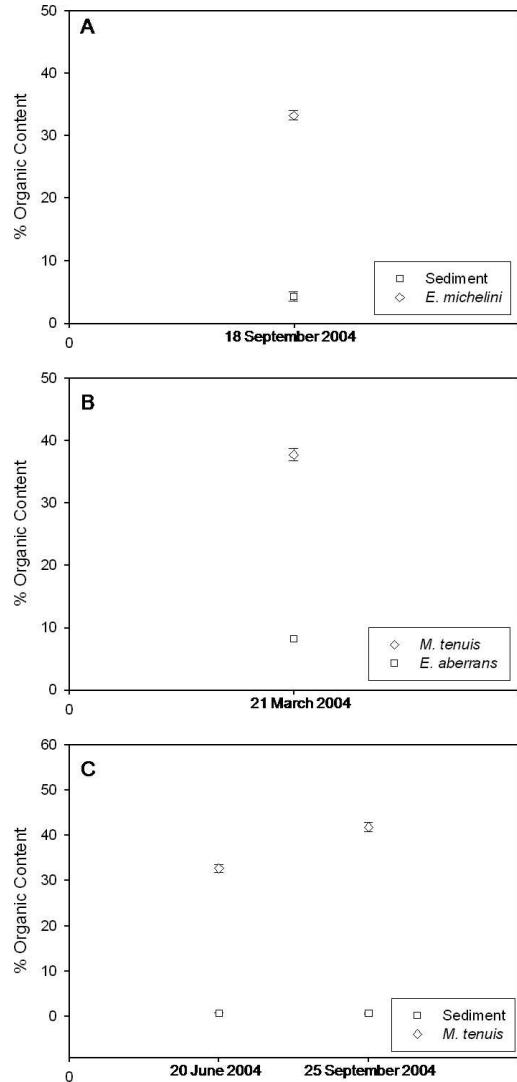 A
50
40
30
20
10
0
% Organic Content
Sediment
E. michelini
0
18 September 2004
B
50
40
30
20
10
0
% Organic Content
M. tenuis
E. aberrans
0
21 March 2004
C
60
50
40
30
20
10
0
% Organic Content
Sediment
M. tenuis
0
20 June 2004
25 September 2004